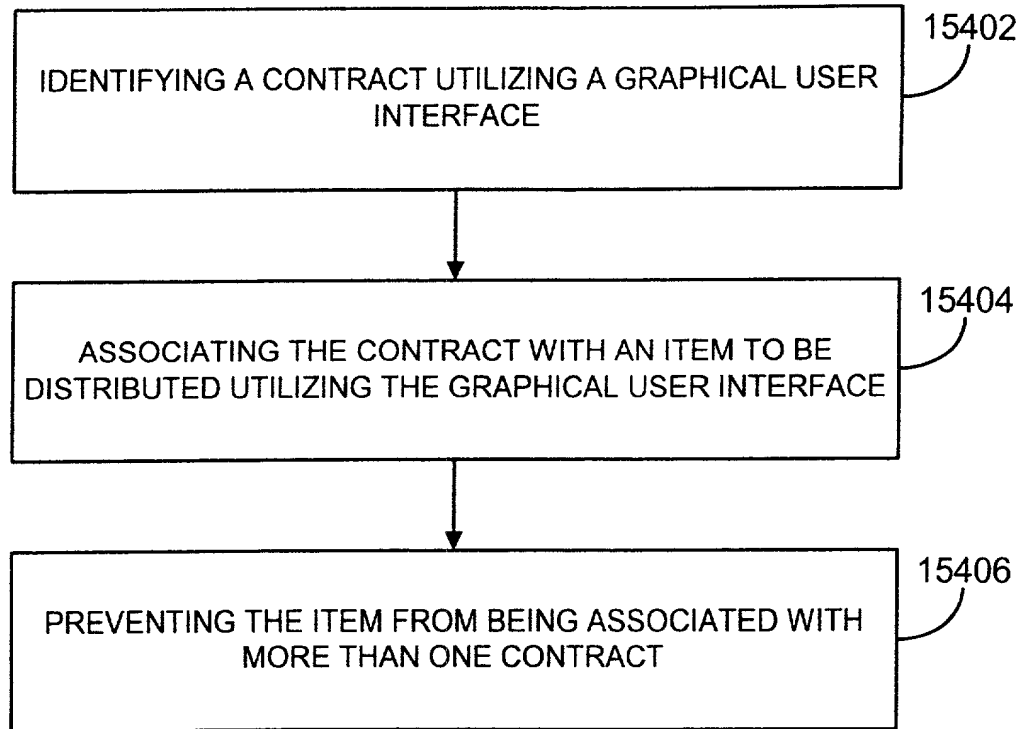 15402
IDENTIFYING A CONTRACT UTILIZING A GRAPHICAL USER
INTERFACE
15404
ASSOCIATING THE CONTRACT WITH AN ITEM TO BE
DISTRIBUTED UTILIZING THE GRAPHICAL USER INTERFACE
15406
PREVENTING THE ITEM FROM BEING ASSOCIATED WITH
MORE THAN ONE CONTRACT